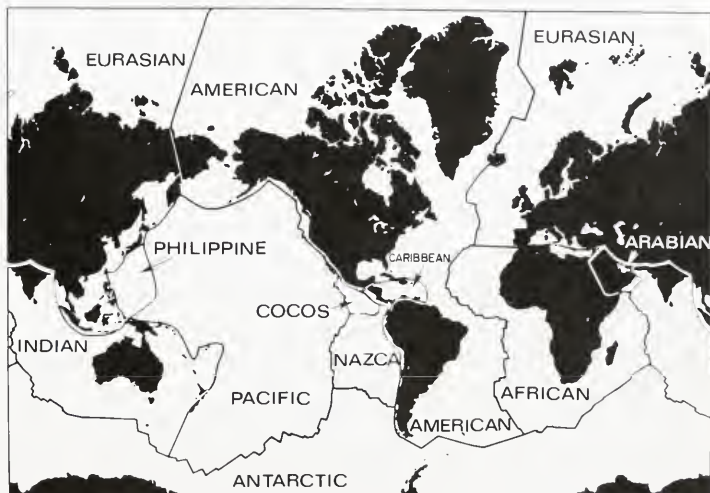 EURASIAN
EURASIAN
AMERICAN
ARABIAN
PHILIPPINE
CARIBBEAN
COCOS
INDIAN
NAZCA
PACIFIC
AFRICAN
AMERICAN
ANTARCTIC